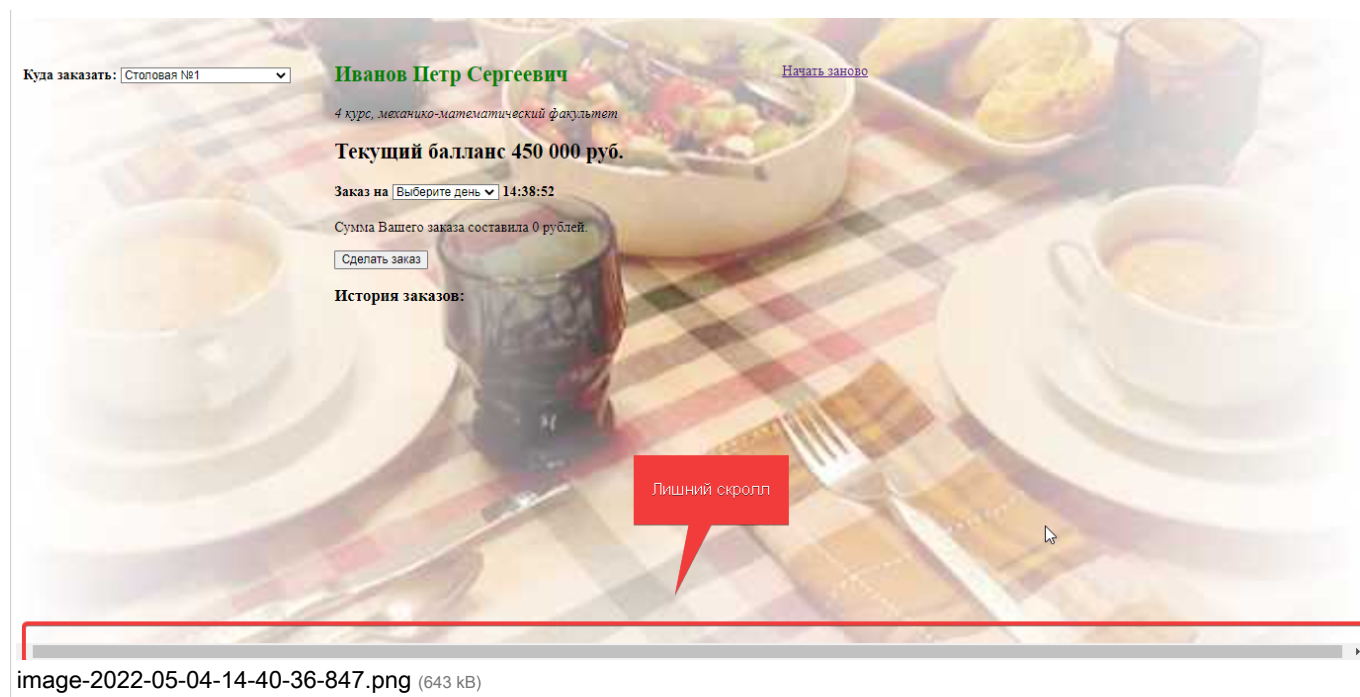 Куда заказать: Столовая №1
Иванов Петр Сергеевич
Начать заново
4 курс, механико-математический факультет
Текущий балланс 450 000 руб.
Заказ на Выберите день 14:38:52
Сумма Вашего заказа составила 0 рублей.
Сделать заказ
История заказов:
Лишний скролл
image-2022-05-04-14-40-36-847.png (643 kB)